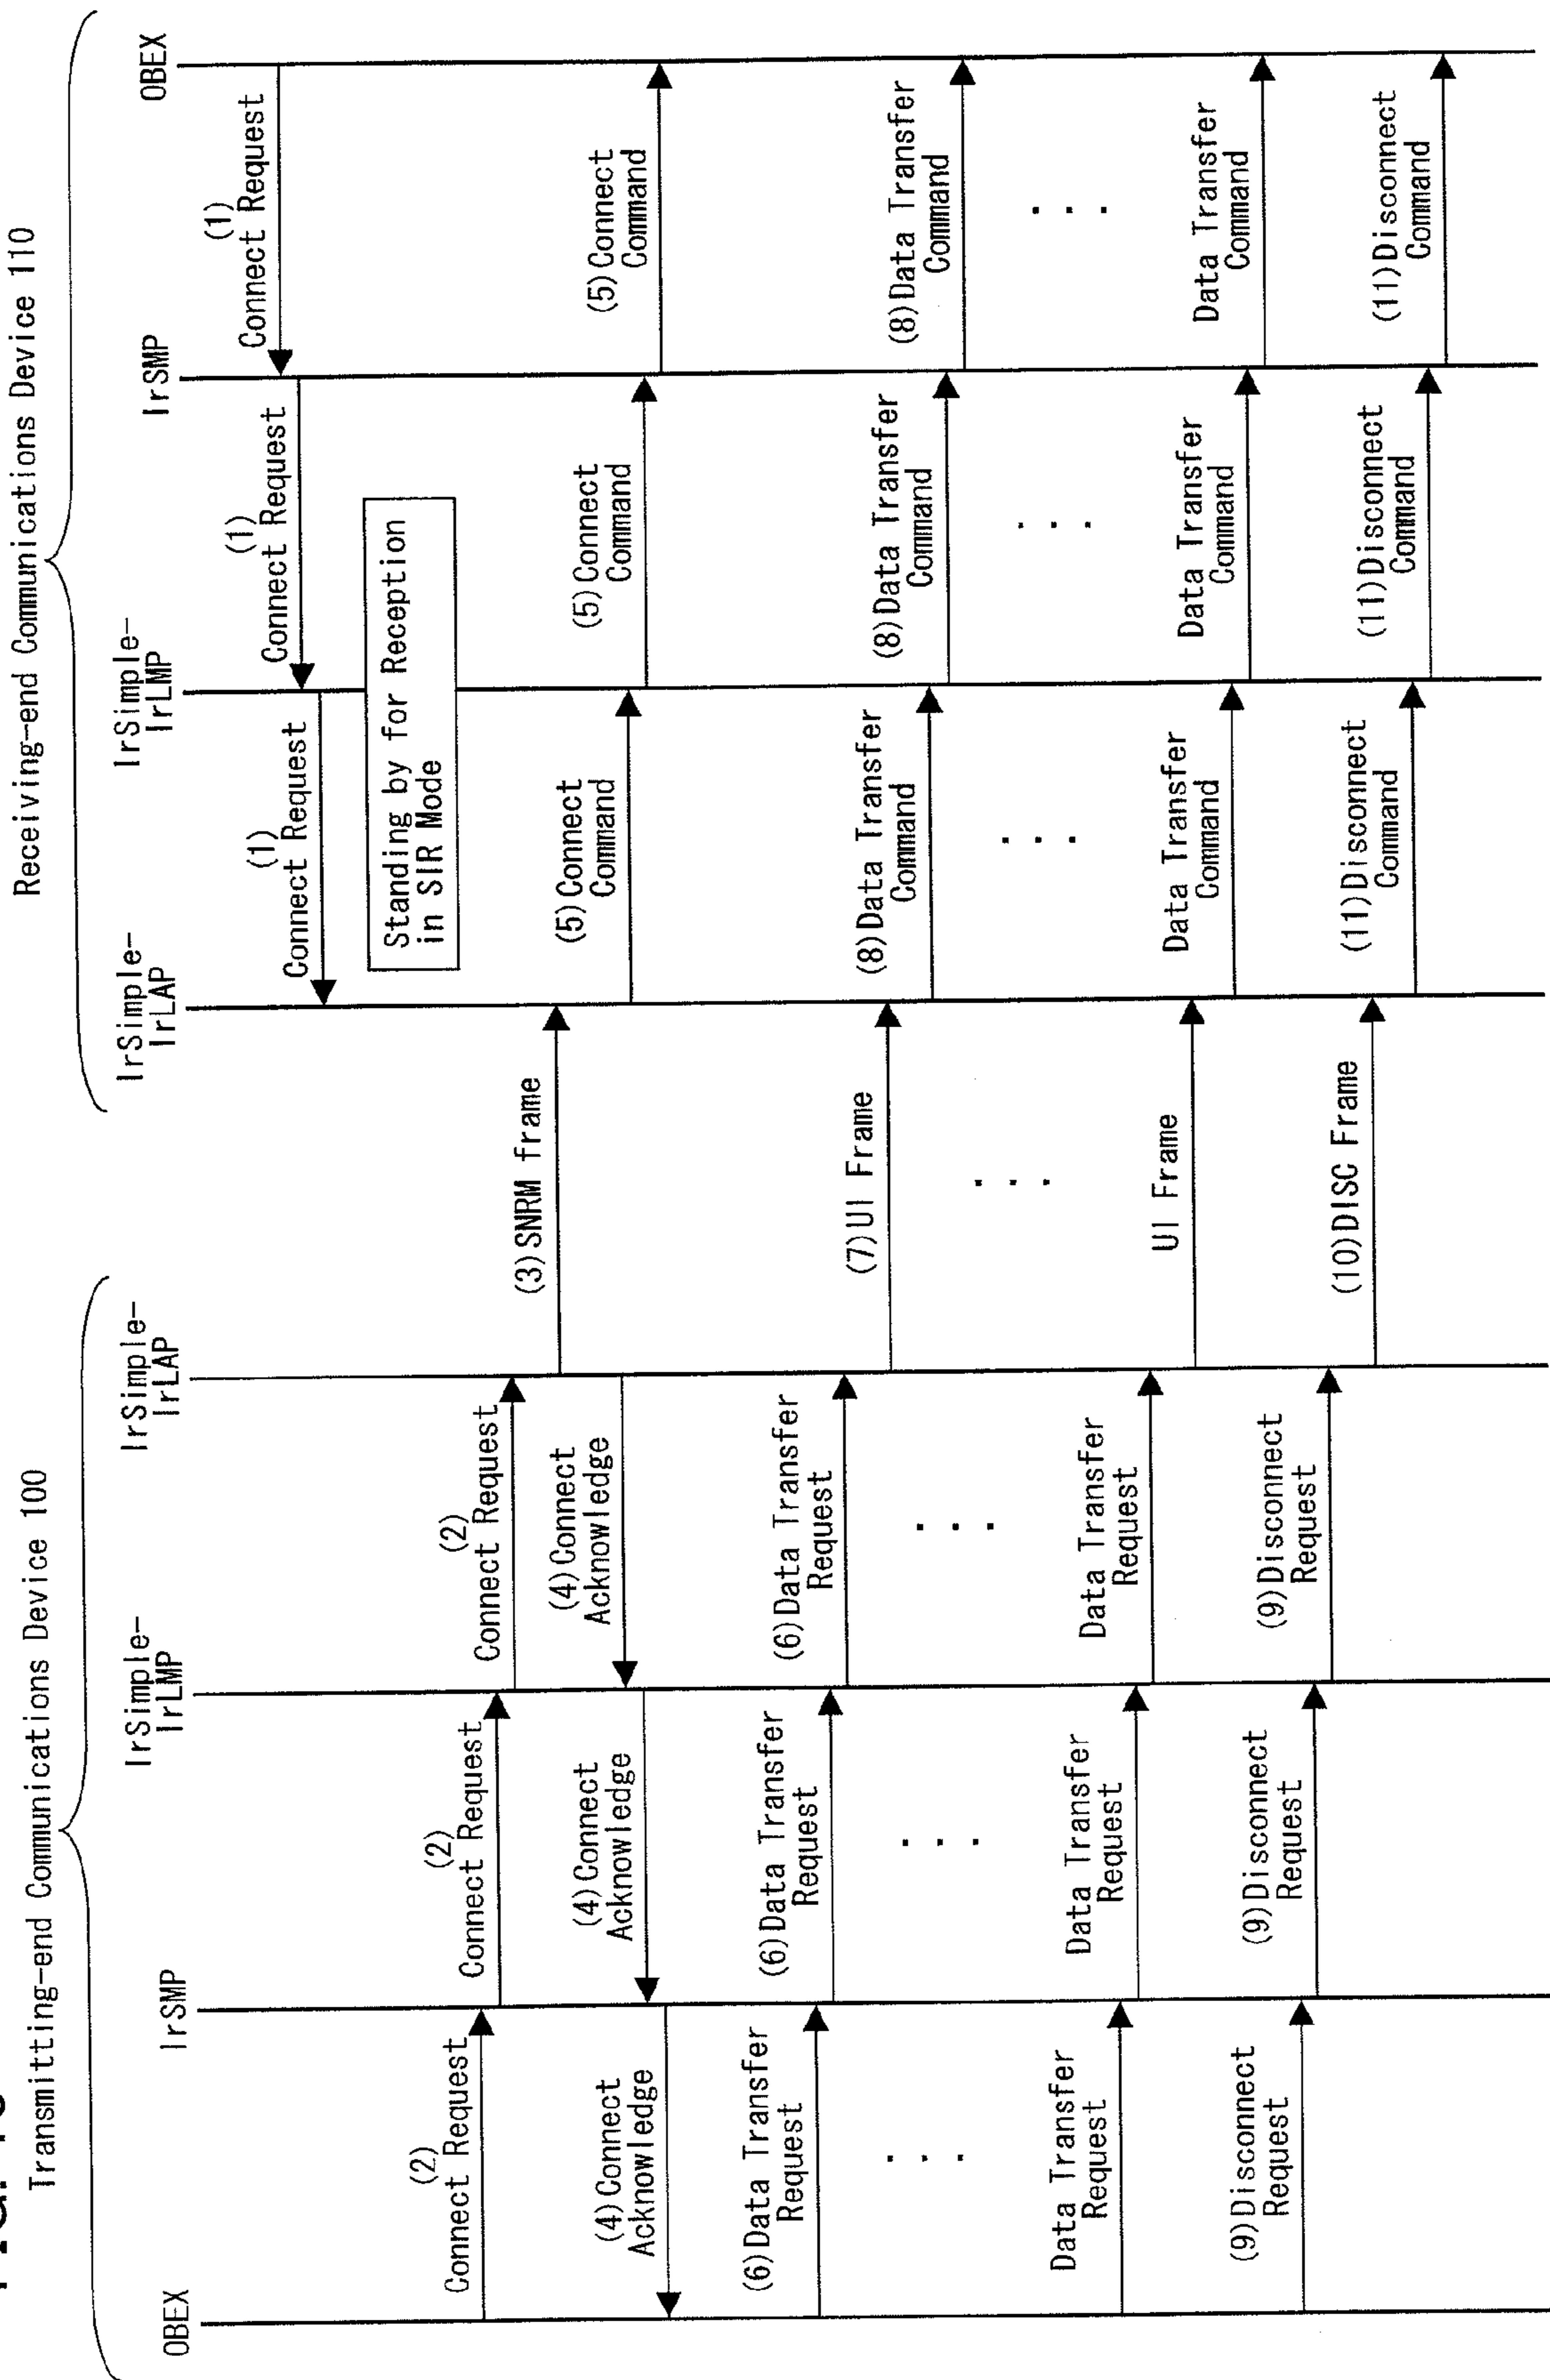 Transmitting-end Communications Device 100
Receiving-end Communications Device 110
OBEX
IrSMP
IrSimple-
IrLMP
IrSimple-
IrLAP
IrSimple-
IrLAP
IrSimple-
IrLMP
IrSMP
OBEX
(1)
Connect Request
(1)
Connect Request
(1)
Connect Request
Standing by for Reception
in SIR Mode
(2)
Connect Request
(2)
Connect Request
(2)
Connect Request
(3)SNRM frame
(4)Connect
Acknowledge
(4)Connect
Acknowledge
(4)Connect
Acknowledge
(5)Connect
Command
(5)Connect
Command
(5)Connect
Command
(6)Data Transfer
Request
(6)Data Transfer
Request
(6)Data Transfer
Request
(7)UI Frame
(8)Data Transfer
Command
(8)Data Transfer
Command
(8)Data Transfer
Command
. . .
. . .
. . .
. . .
. . .
. . .
. . .
Data Transfer
Request
Data Transfer
Request
Data Transfer
Request
UI Frame
Data Transfer
Command
Data Transfer
Command
Data Transfer
Command
(9)Disconnect
Request
(9)Disconnect
Request
(9)Disconnect
Request
(10)DISC Frame
(11)Disconnect
Command
(11)Disconnect
Command
(11)Disconnect
Command